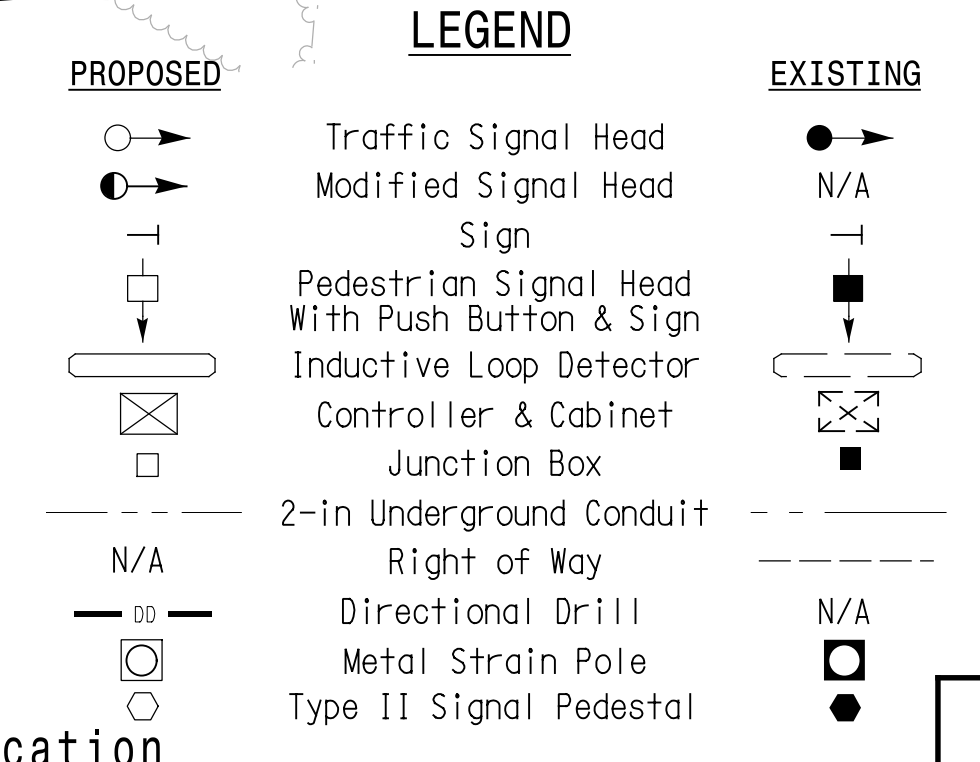 LEGEND
PROPOSED EXISTING
Traffic Signal Head
Modified Signal Head N/A
Sign
Pedestrian Signal Head
With Push Button & Sign
Inductive Loop Detector
Controller & Cabinet
Junction Box
2-in Underground Conduit
N/A Right of Way
DD Directional Drill N/A
Metal Strain Pole
Type II Signal Pedestal
cation